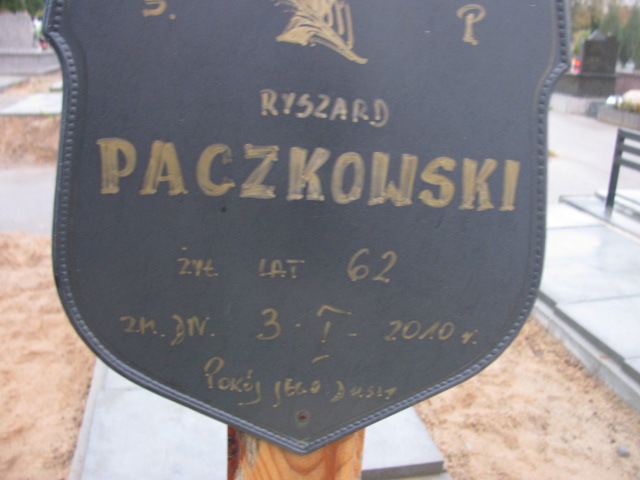 Ś. P
RYSZARD
PACZKOWSKI
ŻYŁ LAT 62
ZM. DN. 3. I. 2010 r.
Pokój jego duszy